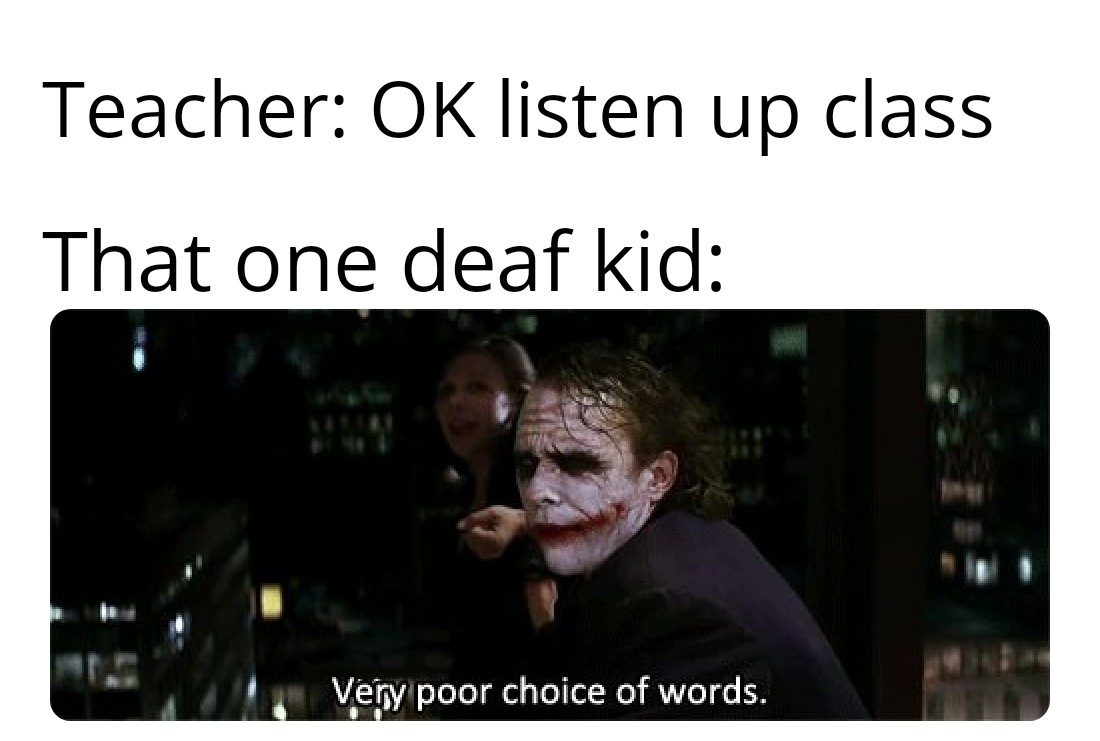 Teacher: OK listen up class
That one deaf kid:
Very poor choice of words.